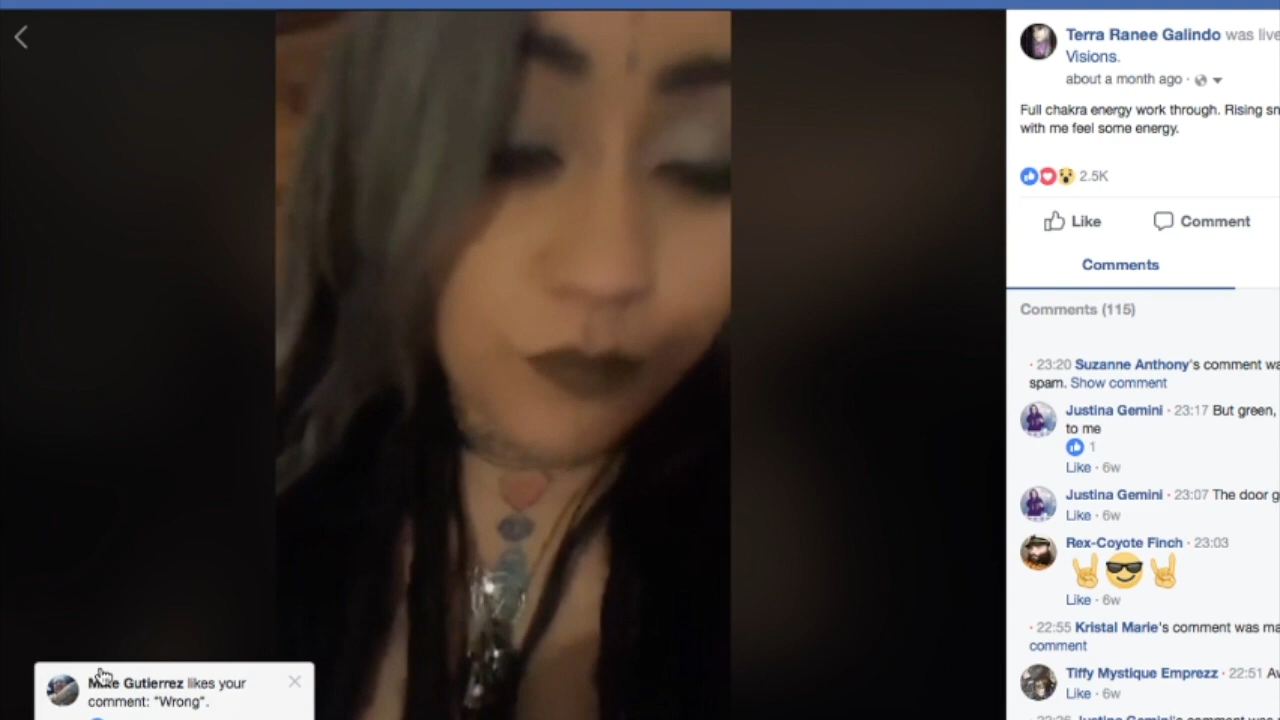 Terra Ranee Galindo was live
Visions.
about a month ago ·
Full chakra energy work through. Rising
with me feel some energy.
2.5K
Like
Comment
Comments
Comments (115)
· 23:20 Suzanne Anthony's comment
spam. Show comment
Justina Gemini · 23:17 But green,
to me
1
Like · 6w
Justina Gemini · 23:07 The door
Like · 6w
Rex-Coyote Finch · 23:03
Like · 6w
· 22:55 Kristal Marie's comment was
comment
Tiffy Mystique Emprezz · 22:51
Like · 6w
Gutierrez likes your
comment: "Wrong".